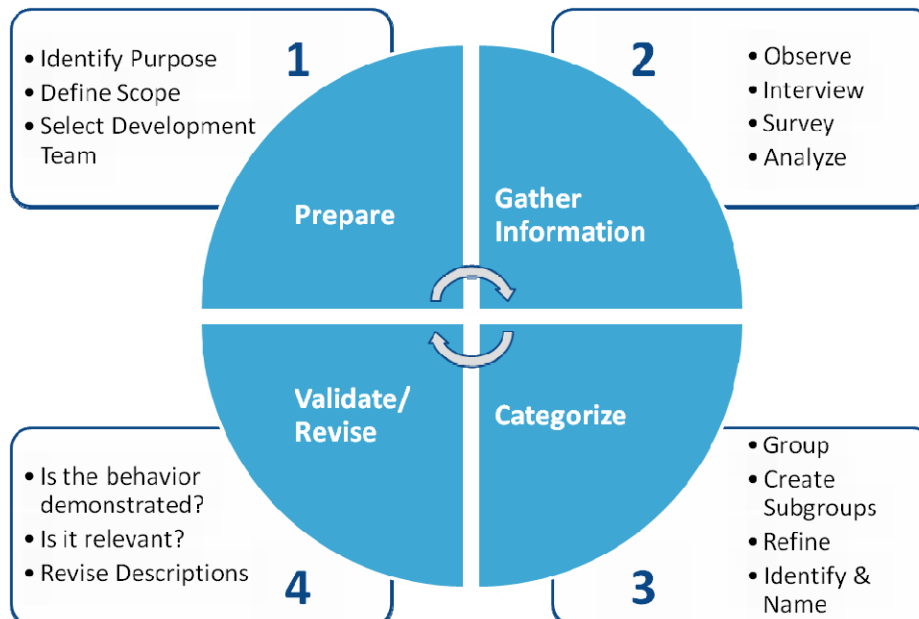 1
• Identify Purpose
• Define Scope
• Select Development
Team
Prepare
2
• Observe
• Interview
• Survey
• Analyze
Gather
Information
Categorize
• Group
• Create
Subgroups
• Refine
• Identify &
Name
3
Validate/
Revise
• Is the behavior
demonstrated?
• Is it relevant?
• Revise Descriptions
4